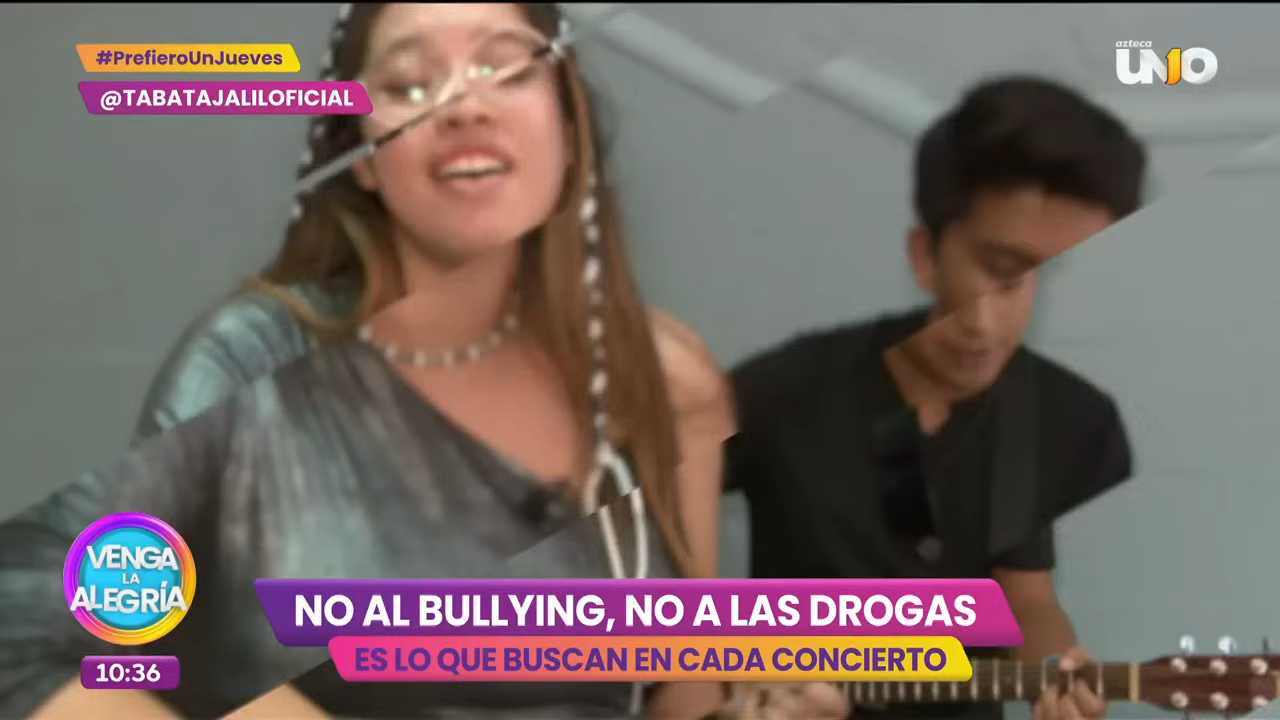 #PrefieroUnJueves
@TABATAJALILOFICIAL
azteca
UNO
VENGA
LA
ALEGRÍA
10:36
NO AL BULLYING, NO A LAS DROGAS
ES LO QUE BUSCAN EN CADA CONCIERTO